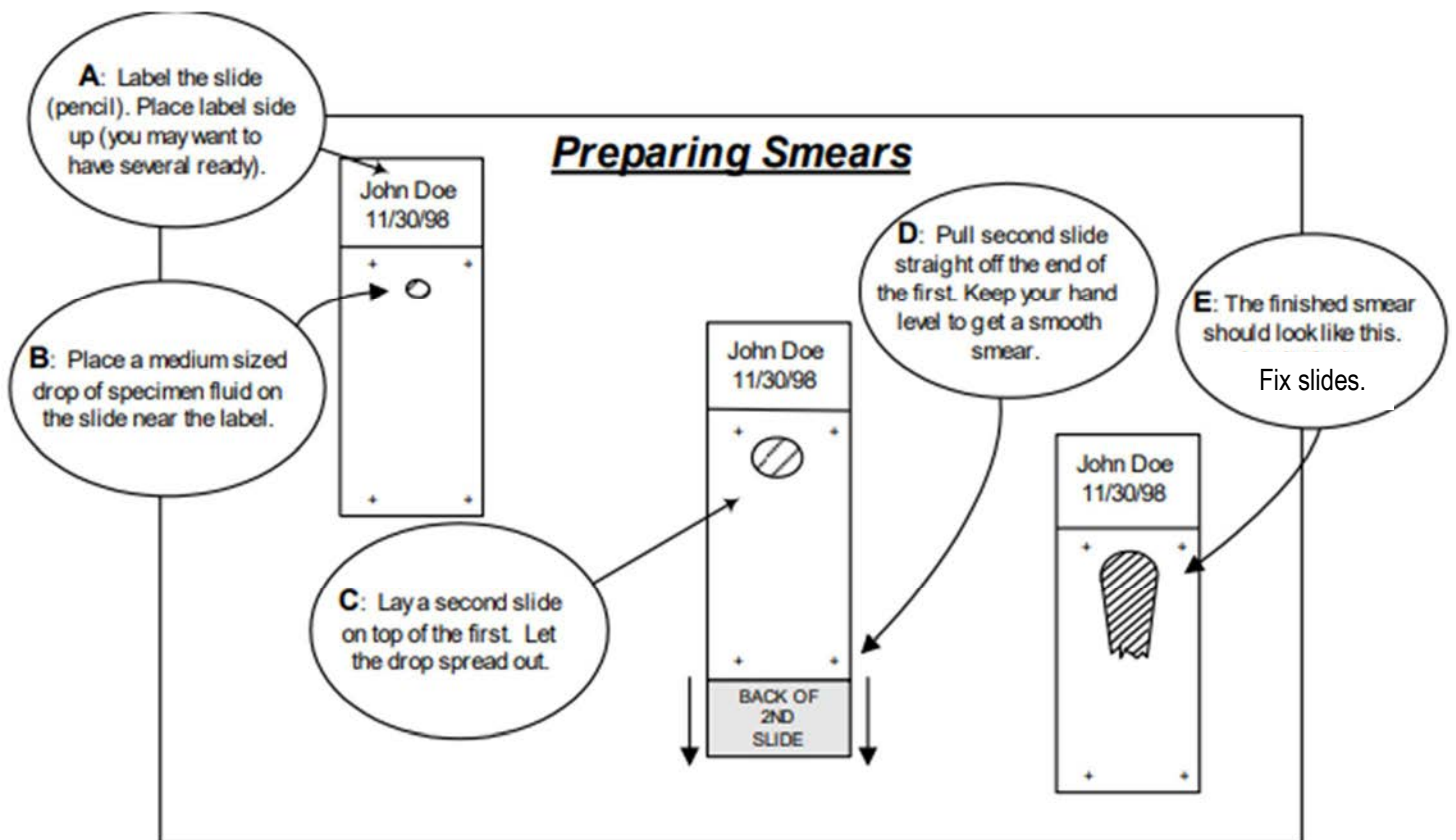 Preparing Smears
A: Label the slide
(pencil). Place label side
up (you may want to
have several ready).
John Doe
11/30/98
B: Place a medium sized
drop of specimen fluid on
the slide near the label.
C: Lay a second slide
on top of the first. Let
the drop spread out.
John Doe
11/30/98
BACK OF
2ND
SLIDE
D: Pull second slide
straight off the end of
the first. Keep your hand
level to get a smooth
smear.
E: The finished smear
should look like this.
Fix slides.
John Doe
11/30/98